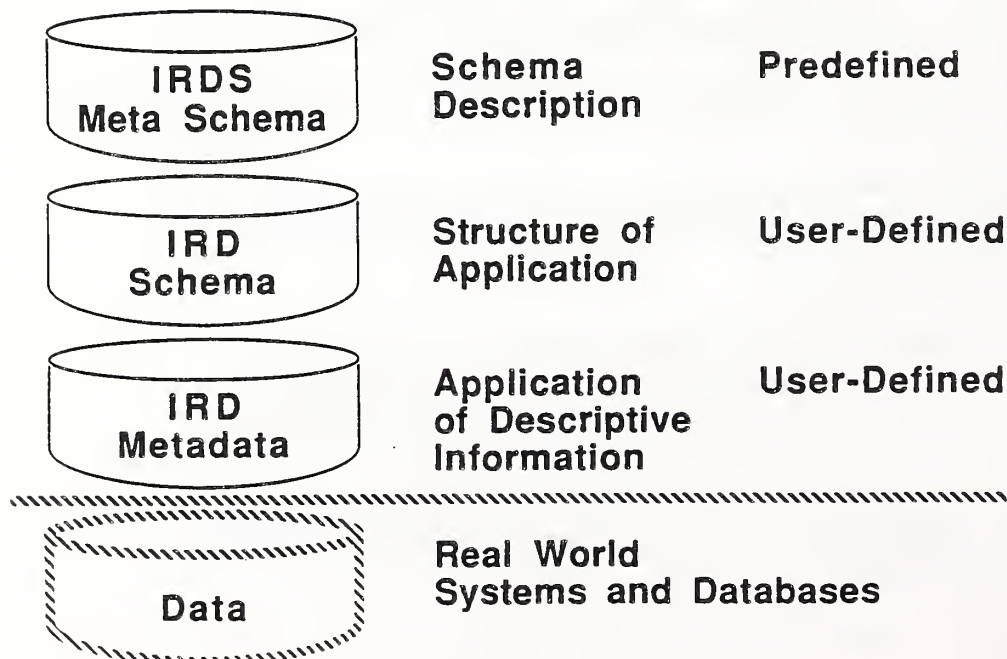 IRDS
Meta Schema
Schema
Description
Predefined
IRD
Schema
Structure of
Application
User-Defined
IRD
Metadata
Application
of Descriptive
Information
User-Defined
Data
Real World
Systems and Databases